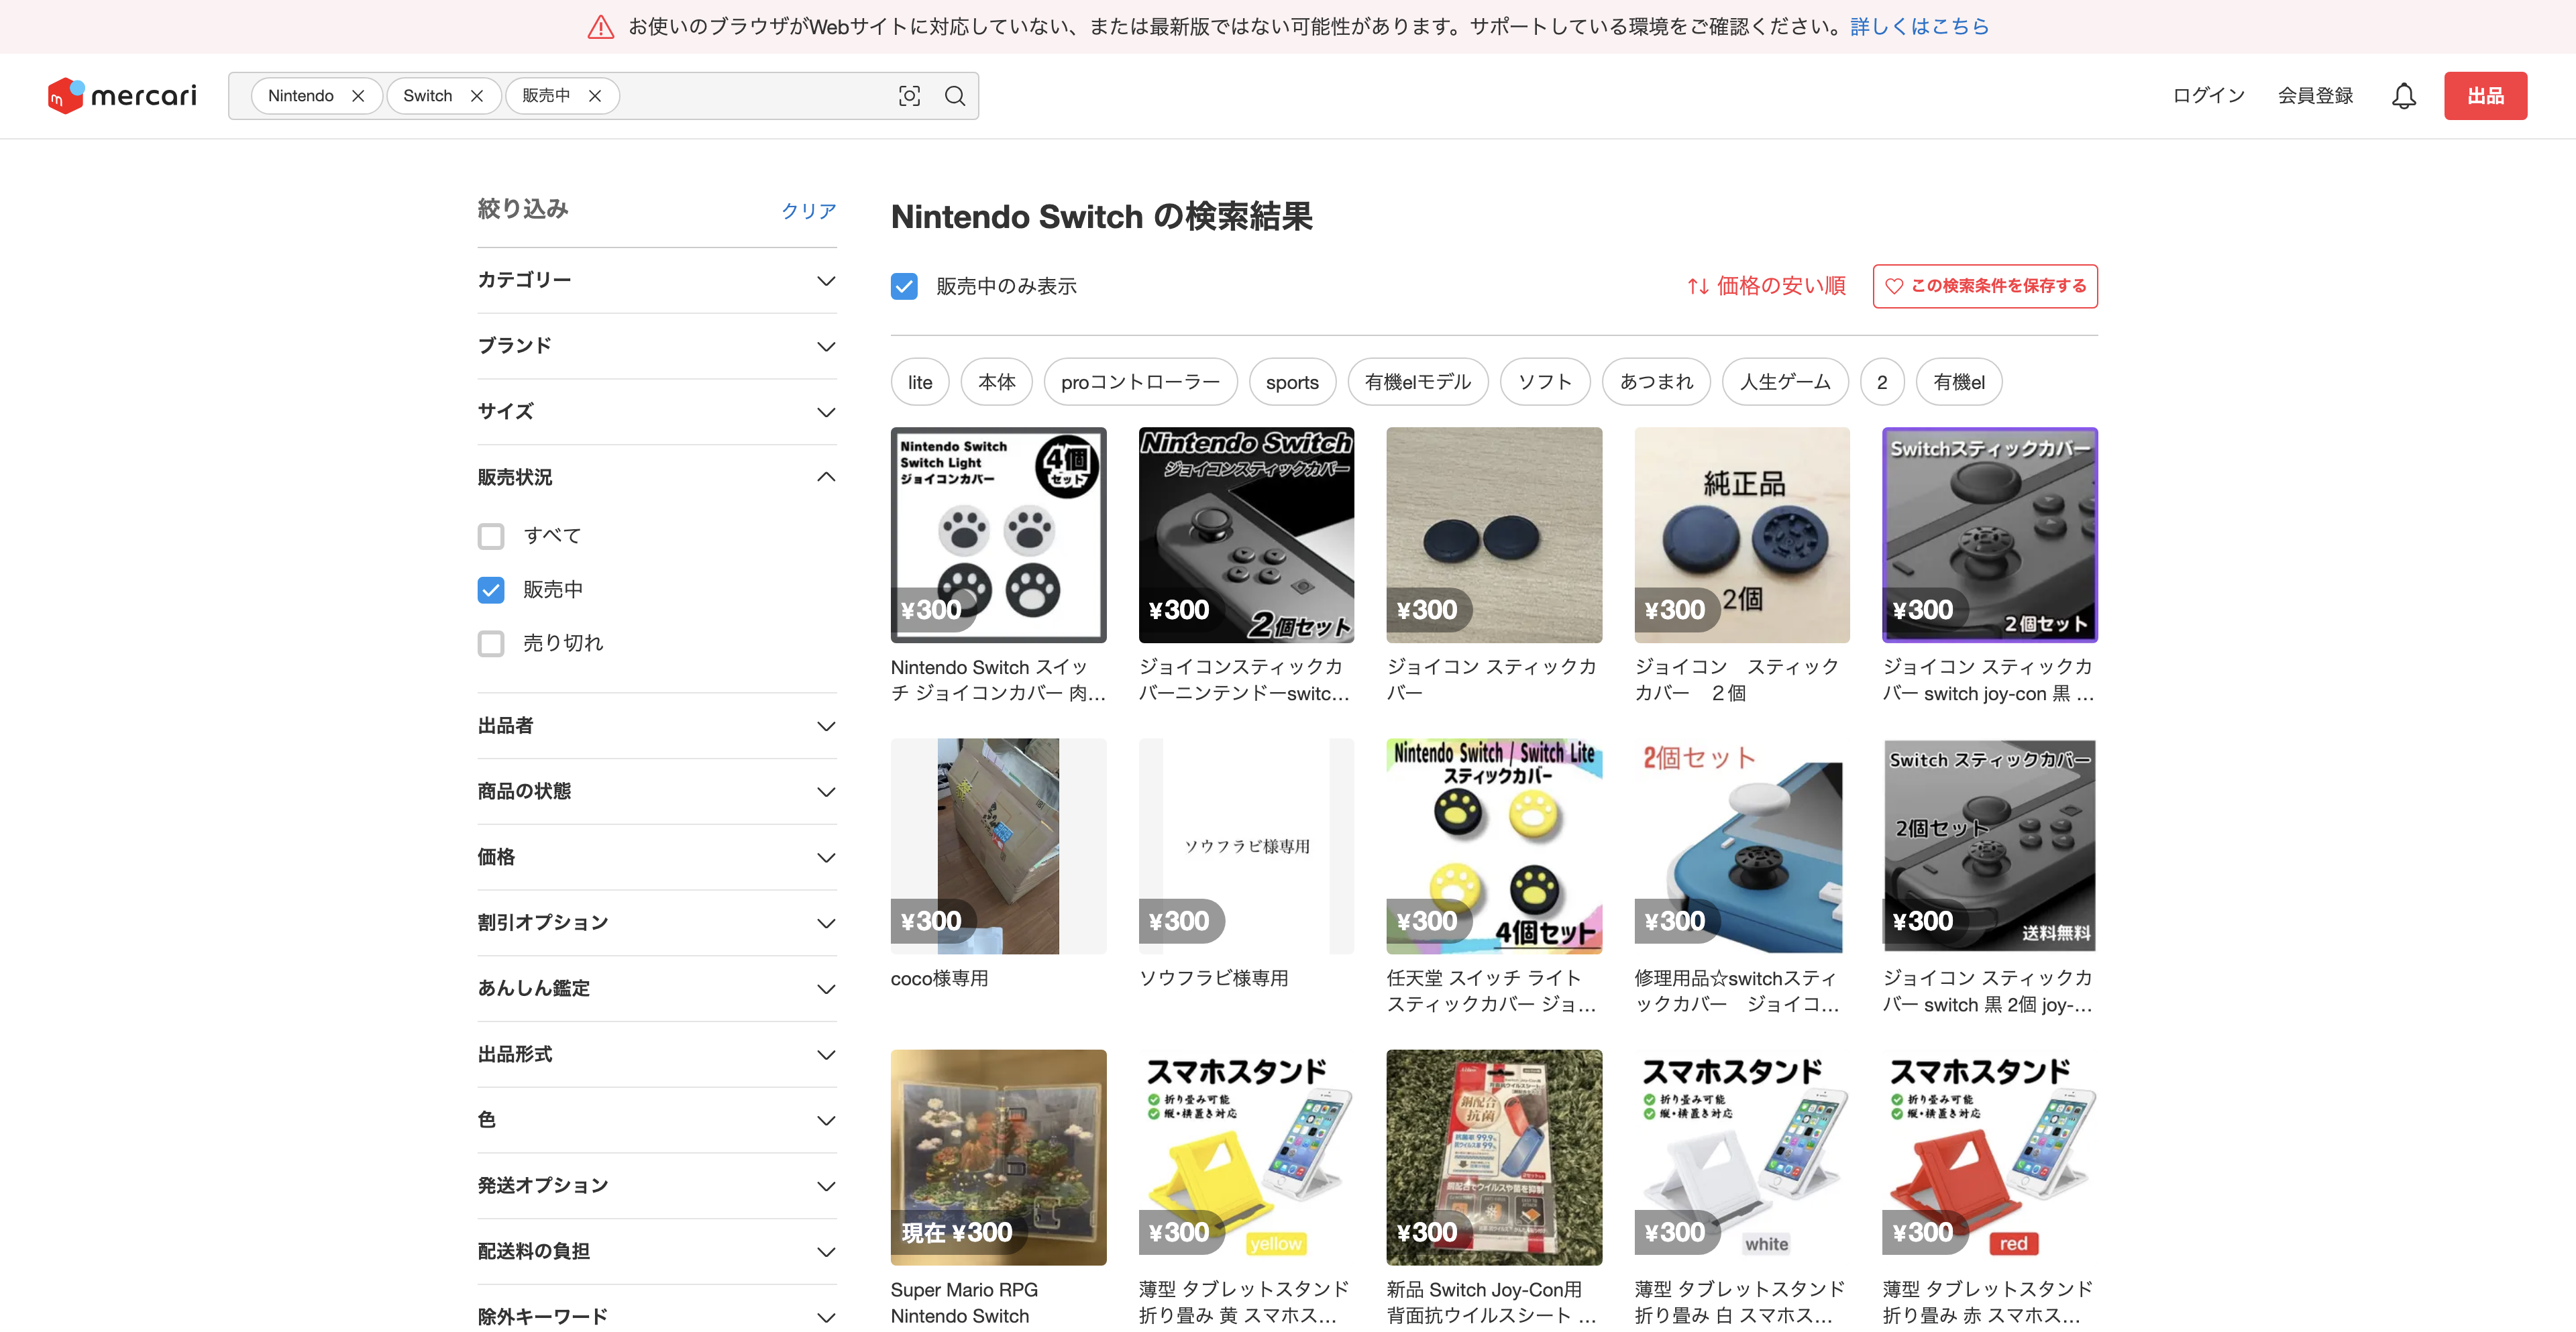 お使いのブラウザがWebサイトに対応していない、または最新版ではない可能性があります。サポートしている環境をご確認ください。詳しくはこちら
mercari
Nintendo
Switch
販売中
ログイン
会員登録
出品
絞り込み
クリア
カテゴリー
ブランド
サイズ
販売状況
すべて
販売中
売り切れ
出品者
商品の状態
価格
割引オプション
あんしん鑑定
出品形式
色
発送オプション
配送料の負担
除外キーワード
Nintendo Switch の検索結果
販売中のみ表示
価格の安い順
この検索条件を保存する
lite
本体
proコントローラー
sports
有機elモデル
ソフト
あつまれ
人生ゲーム
2
有機el
Nintendo Switch
Switch Light
ジョイコンカバー
4個
セット
¥300
Nintendo Switch スイッ
チ ジョイコンカバー 肉…
Nintendo Switch
ジョイコンスティックカバー
¥300
2個セット
ジョイコンスティックカ
バーニンテンドーswitc…
¥300
ジョイコン スティックカ
バー
純正品
¥300
2個
ジョイコン　スティック
カバー　２個
Switchスティックカバー
¥300
2個セット
ジョイコン スティックカ
バー switch joy-con 黒 …
¥300
coco様専用
ソウフラビ様専用
¥300
ソウフラビ様専用
Nintendo Switch / Switch Lite
スティックカバー
¥300
4個セット
任天堂 スイッチ ライト
スティックカバー ジョ…
2個セット
¥300
修理用品☆switchスティ
ックカバー　ジョイコ…
Switch スティックカバー
2個セット
¥300
送料無料
ジョイコン スティックカ
バー switch 黒 2個 joy-…
現在 ¥300
Super Mario RPG
Nintendo Switch
スマホスタンド
折り畳み可能
縦・横置き対応
¥300
yellow
薄型 タブレットスタンド
折り畳み 黄 スマホス…
銅配合
抗菌
抗菌率 99.9%
銅配合でウイルスや菌を抑制
¥300
新品 Switch Joy-Con用
背面抗ウイルスシート …
スマホスタンド
折り畳み可能
縦・横置き対応
¥300
white
薄型 タブレットスタンド
折り畳み 白 スマホス…
スマホスタンド
折り畳み可能
縦・横置き対応
¥300
red
薄型 タブレットスタンド
折り畳み 赤 スマホス…